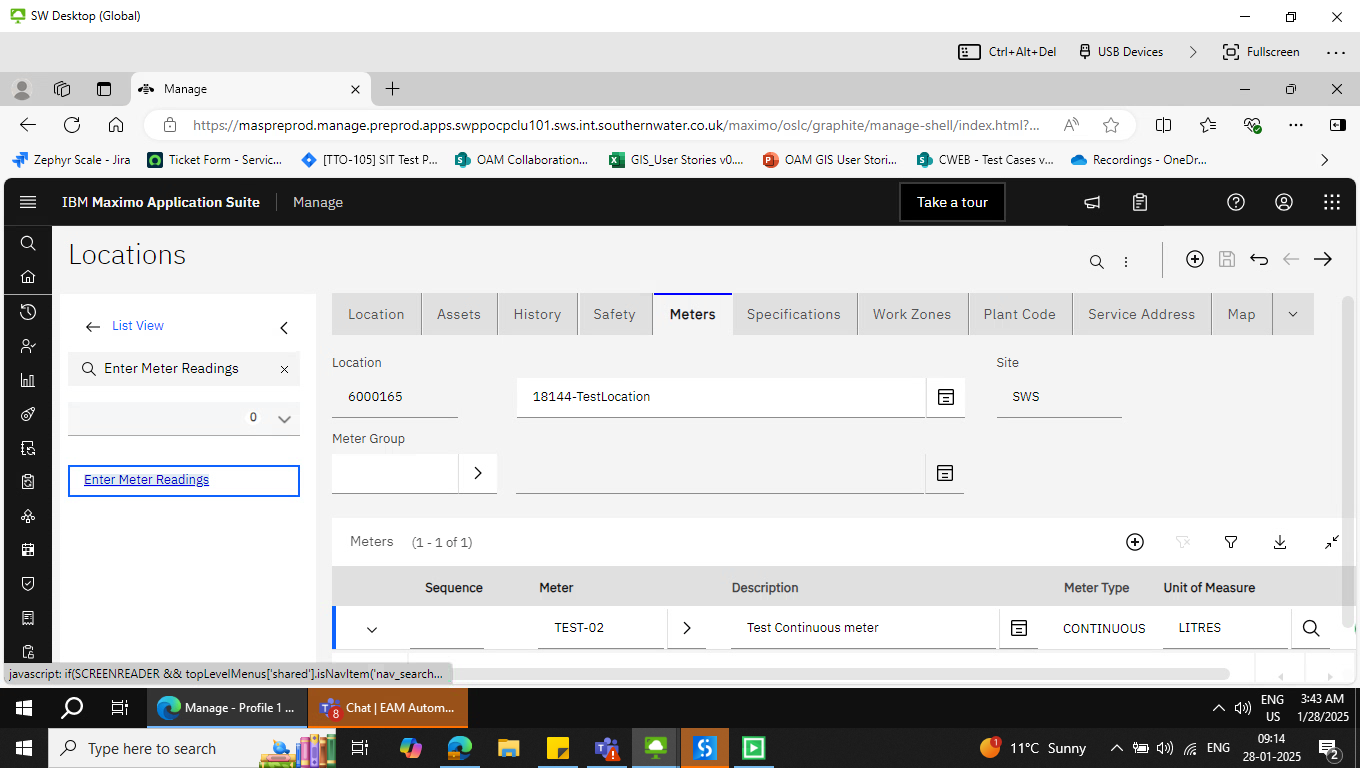 SW Desktop (Global)
Ctrl+Alt+Del
USB Devices
Fullscreen
Manage
https://maspreprod.manage.preprod.apps.swppocpclu101.sws.int.southernwater.co.uk/maximo/oslc/graphite/manage-shell/index.html?...
Zephyr Scale - Jira
Ticket Form - Servic...
[TTO-105] SIT Test P...
OAM Collaboration...
GIS_User Stories v0....
OAM GIS User Stori...
CWEB - Test Cases v...
Recordings - OneDr...
IBM Maximo Application Suite
Manage
Take a tour
Locations
List View
Enter Meter Readings
0
Enter Meter Readings
Location
Assets
History
Safety
Meters
Specifications
Work Zones
Plant Code
Service Address
Map
Location
Site
6000165
18144-TestLocation
SWS
Meter Group
Meters
(1 - 1 of 1)
Sequence
Meter
Description
Meter Type
Unit of Measure
TEST-02
Test Continuous meter
CONTINUOUS
LITRES
javascript: if(SCREENREADER && topLevelMenus['shared'].isNavItem('nav_search...
Manage - Profile 1 ...
8
Chat | EAM Autom...
ENG
US
3:43 AM
1/28/2025
Type here to search
1
11°C Sunny
ENG
09:14
28-01-2025
2